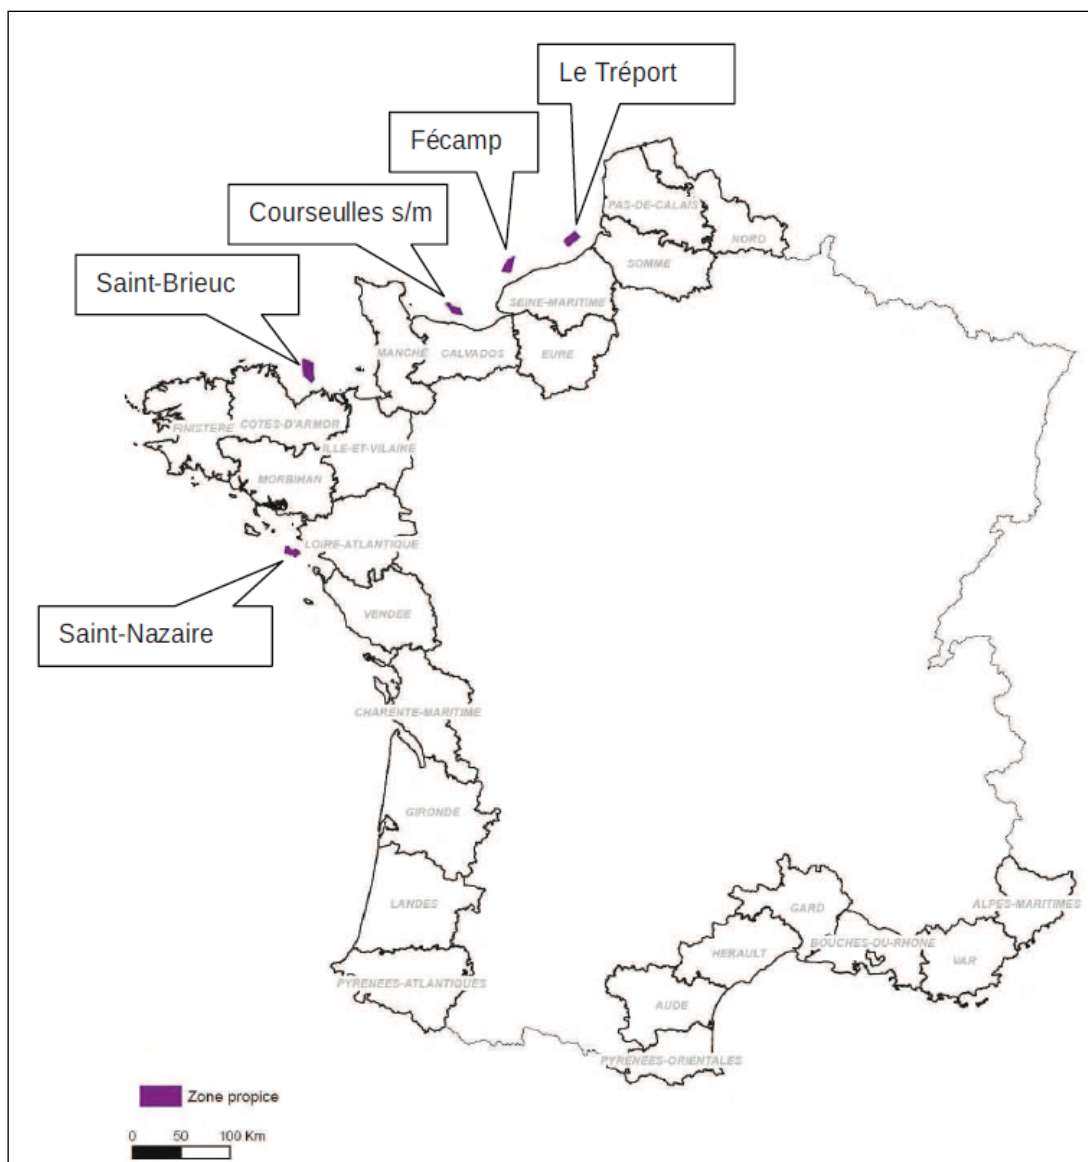 Le Tréport
Fécamp
Courseulles s/m
Saint-Brieuc
PAS-DE-CALAIS
NORD
SOMME
SEINE-MARITIME
MANCHE
CALVADOS
EURE
FINISTERE
COTES-D'ARMOR
ILLE-ET-VILAINE
MORBIHAN
LOIRE-ATLANTIQUE
VENDEE
Saint-Nazaire
CHARENTE-MARITIME
GIRONDE
LANDES
PYRENEES-ATLANTIQUES
ALPES-MARITIMES
GARD
BOUCHES-DU-RHONE
HERAULT
VAR
AUDE
PYRENEES-ORIENTALES
Zone propice
0 50 100 Km